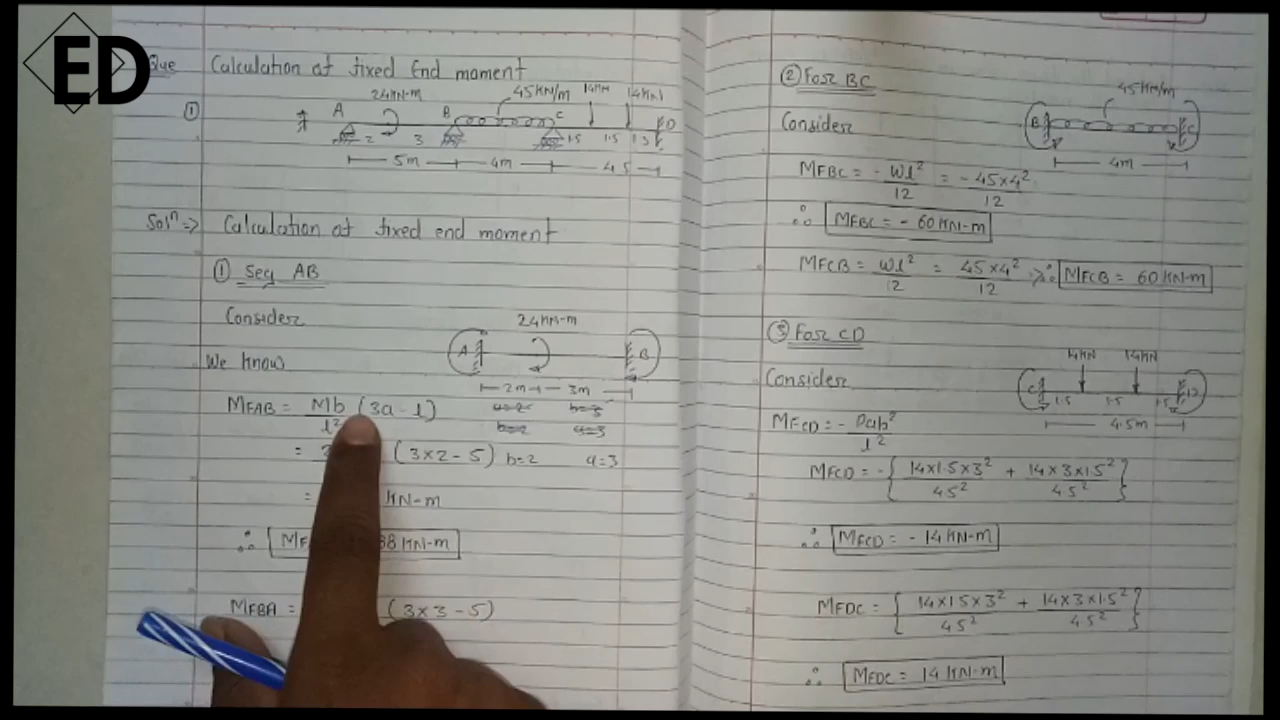 ED
Que Calculation of fixed End moment
①
24KN-m 45KN/m 14KN 14KN
A B C D
2 3 1.5 1.5 1.5
5m 4m 4.5
Solⁿ ⇒ Calculation of fixed end moment
① Seg AB
Consider
24KN-m
A B
2m 3m
We know
MFAB = Mb (3a - l)
l²
a=2 b=3
b=2 a=3
= (3×2-5) b=2 a=3
= KN-m
∴ 88 KN-m
MFBA = (3×3-5)
② For BC
45KN/m
Consider
B C
4m
MFBC = - Wl² / 12 = - 45×4² / 12
∴ MFBC = - 60 KN-m
MFCB = Wl² / 12 = 45×4² / 12 ∴ MFCB = 60 KN-m
③ For CD
14KN 14KN
Consider
C D
1.5 1.5 1.5
4.5m
MFCD = - Pab² / l²
MFCD = -{ 14×1.5×3² / 4.5² + 14×3×1.5² / 4.5² }
∴ MFCD = - 14KN-m
MFDC = { 14×1.5×3² / 4.5² + 14×3×1.5² / 4.5² }
∴ MFDC = 14KN-m